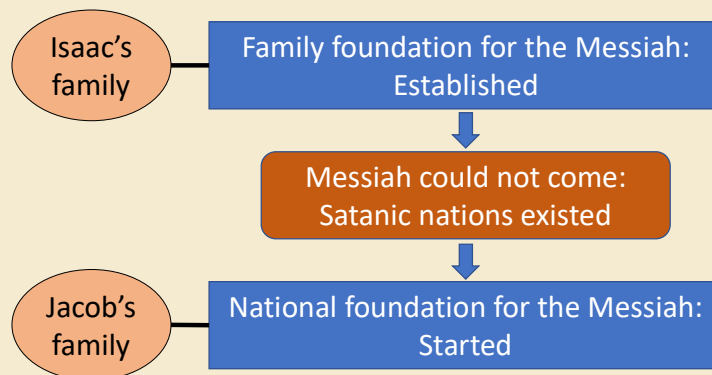 Isaac's
family
Family foundation for the Messiah:
Established
Messiah could not come:
Satanic nations existed
Jacob's
family
National foundation for the Messiah:
Started